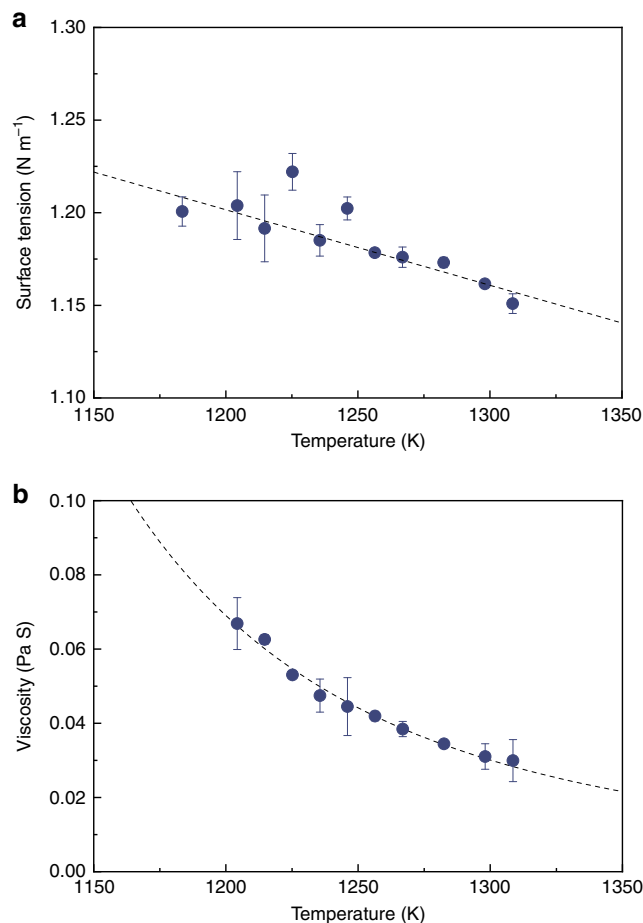 a
1.30
1.25
1.20
1.15
1.10
Surface tension (N m⁻¹)
1150 1200 1250 1300 1350
Temperature (K)
b
0.10
0.08
0.06
0.04
0.02
0.00
Viscosity (Pa S)
1150 1200 1250 1300 1350
Temperature (K)